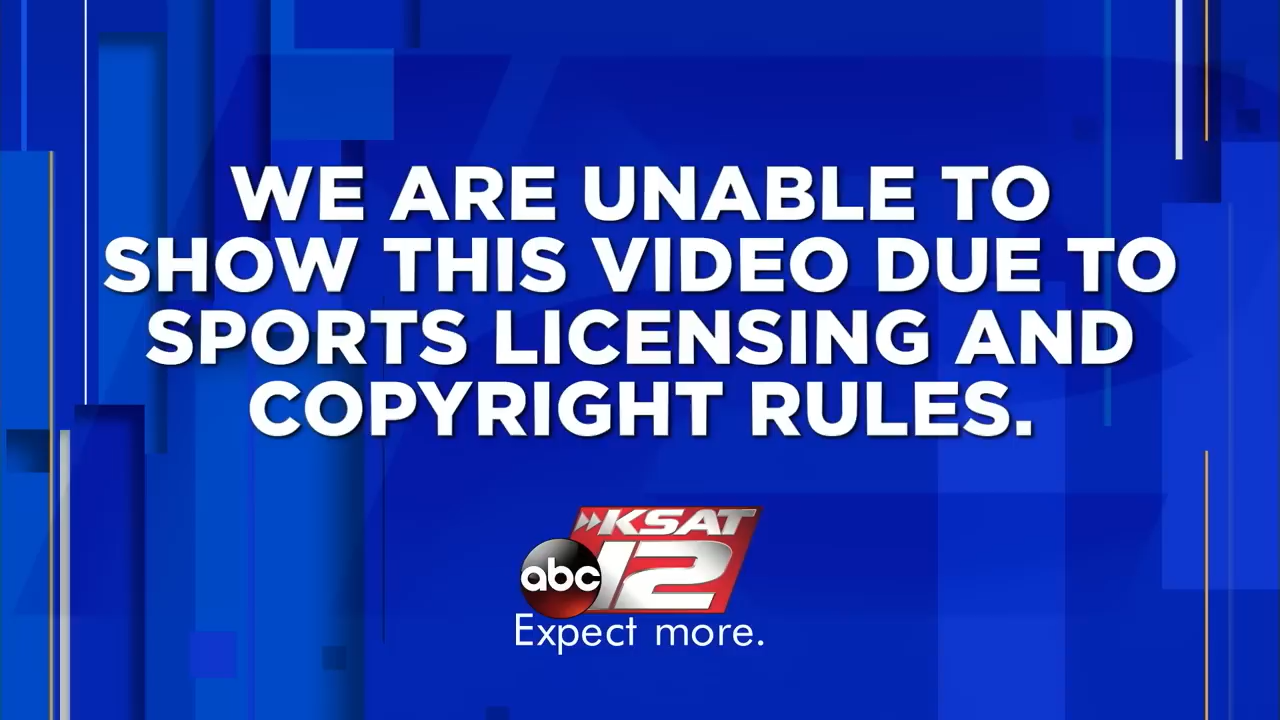 WE ARE UNABLE TO
SHOW THIS VIDEO DUE TO
SPORTS LICENSING AND
COPYRIGHT RULES.
KSAT
abc 12
Expect more.